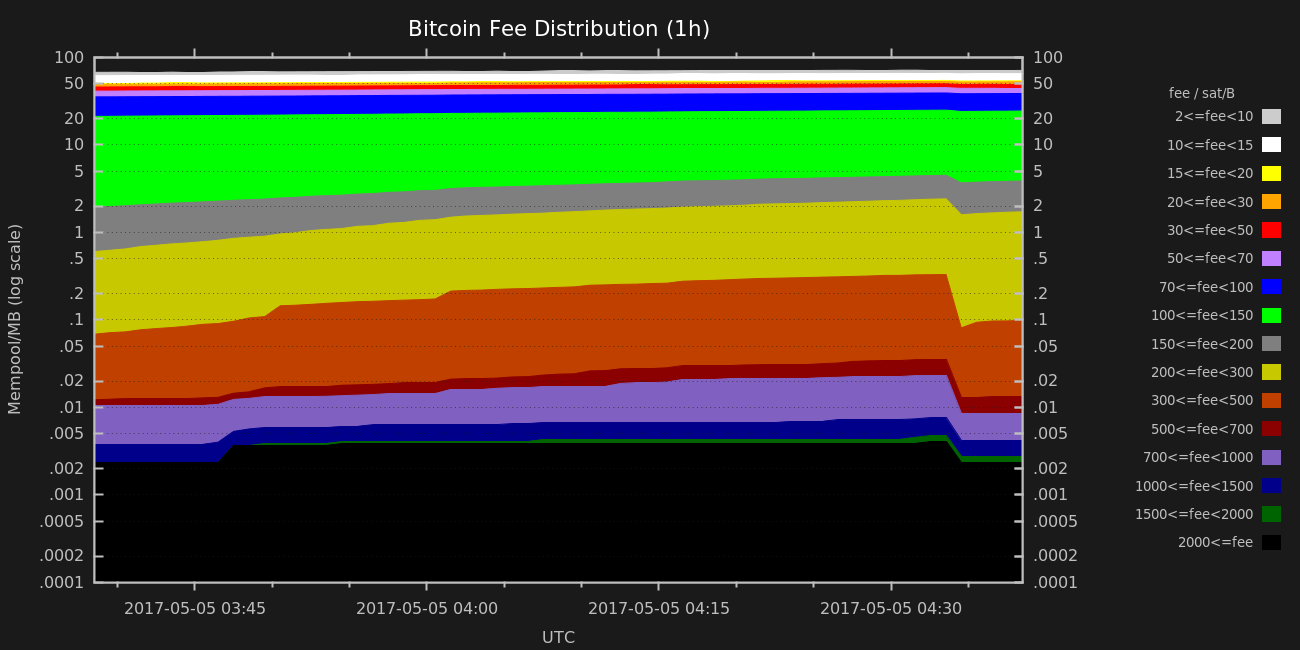 Bitcoin Fee Distribution (1h)
Mempool/MB (log scale)
100
50
20
10
5
2
1
.5
.2
.1
.05
.02
.01
.005
.002
.001
.0005
.0002
.0001
100
50
20
10
5
2
1
.5
.2
.1
.05
.02
.01
.005
.002
.001
.0005
.0002
.0001
2017-05-05 03:45
2017-05-05 04:00
2017-05-05 04:15
2017-05-05 04:30
UTC
fee / sat/B
2<=fee<10
10<=fee<15
15<=fee<20
20<=fee<30
30<=fee<50
50<=fee<70
70<=fee<100
100<=fee<150
150<=fee<200
200<=fee<300
300<=fee<500
500<=fee<700
700<=fee<1000
1000<=fee<1500
1500<=fee<2000
2000<=fee